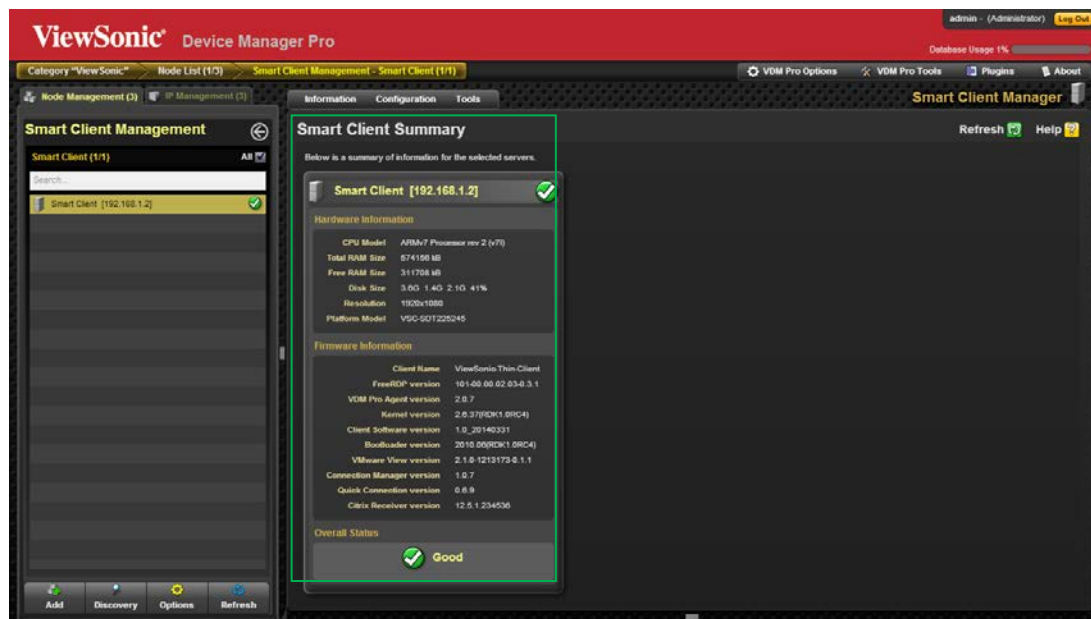 admin - (Administrator) Log Out
ViewSonic® Device Manager Pro
Database Usage 1%
Category "ViewSonic" Node List (1/3) Smart Client Management - Smart Client (1/1) VDM Pro Options VDM Pro Tools Plugins About
Node Management (3) IP Management (3) Information Configuration Tools Smart Client Manager
Smart Client Management
Smart Client (1/1) All
Search...
Smart Client [192.168.1.2]
Add Discovery Options Refresh
Smart Client Summary
Refresh Help
Below is a summary of information for the selected servers.
Smart Client [192.168.1.2]
Hardware Information
CPU Model ARMv7 Processor rev 2 (v7l)
Total RAM Size 574156 kB
Free RAM Size 311708 kB
Disk Size 3.6G 1.4G 2.1G 41%
Resolution 1920x1080
Platform Model VSC-SDT225245
Firmware Information
Client Name ViewSonic-Thin-Client
FreeRDP version 101-00.00.02.03-0.3.1
VDM Pro Agent version 2.0.7
Kernel version 2.6.37(RDK1.0RC4)
Client Software version 1.0_20140331
Bootloader version 2010.06(RDK1.0RC4)
VMware View version 2.1.0-1213173-0.1.1
Connection Manager version 1.0.7
Quick Connection version 0.6.9
Citrix Receiver version 12.5.1.234536
Overall Status
Good